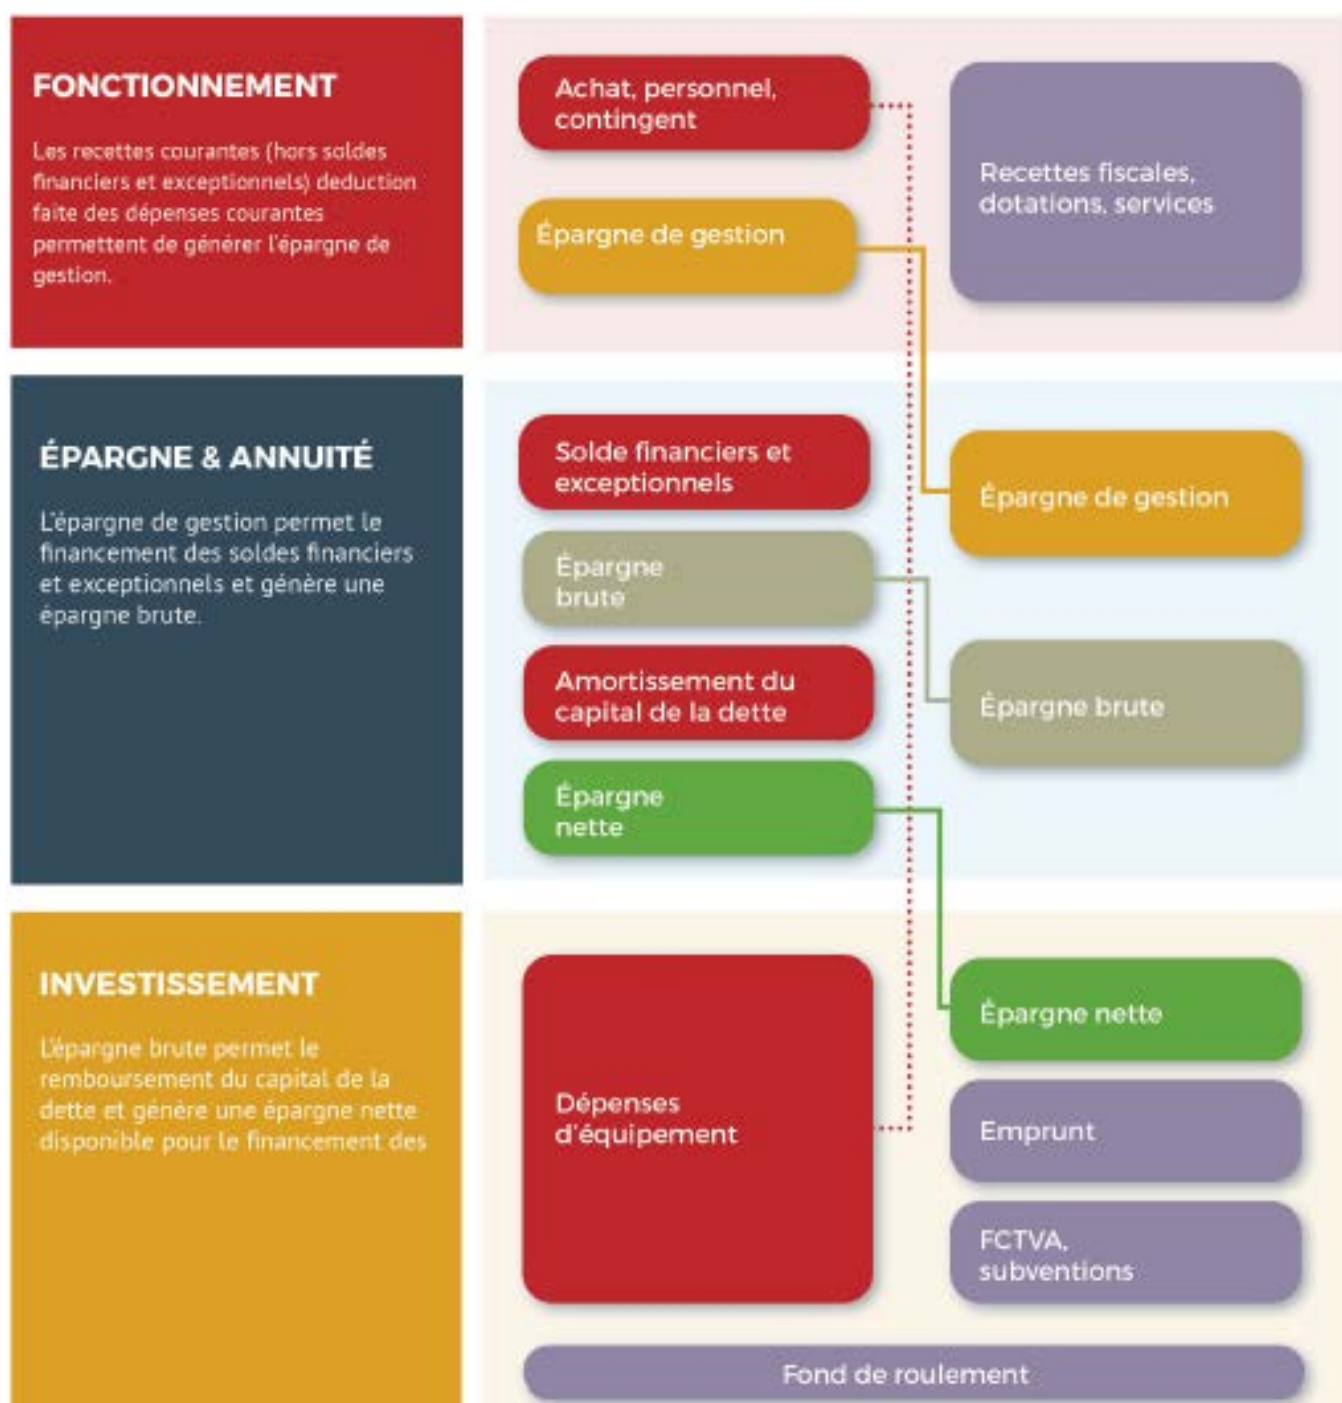 FONCTIONNEMENT
Les recettes courantes (hors soldes
financiers et exceptionnels) deduction
faite des dépenses courantes
permettent de générer l'épargne de
gestion.
Achat, personnel,
contingent
Épargne de gestion
Recettes fiscales,
dotations, services
ÉPARGNE & ANNUITÉ
L'épargne de gestion permet le
financement des soldes financiers
et exceptionnels et génère une
épargne brute.
Solde financiers et
exceptionnels
Épargne
brute
Amortissement du
capital de la dette
Épargne
nette
Épargne de gestion
Épargne brute
INVESTISSEMENT
L'épargne brute permet le
remboursement du capital de la
dette et génère une épargne nette
disponible pour le financement des
Dépenses
d'équipement
Épargne nette
Emprunt
FCTVA,
subventions
Fond de roulement